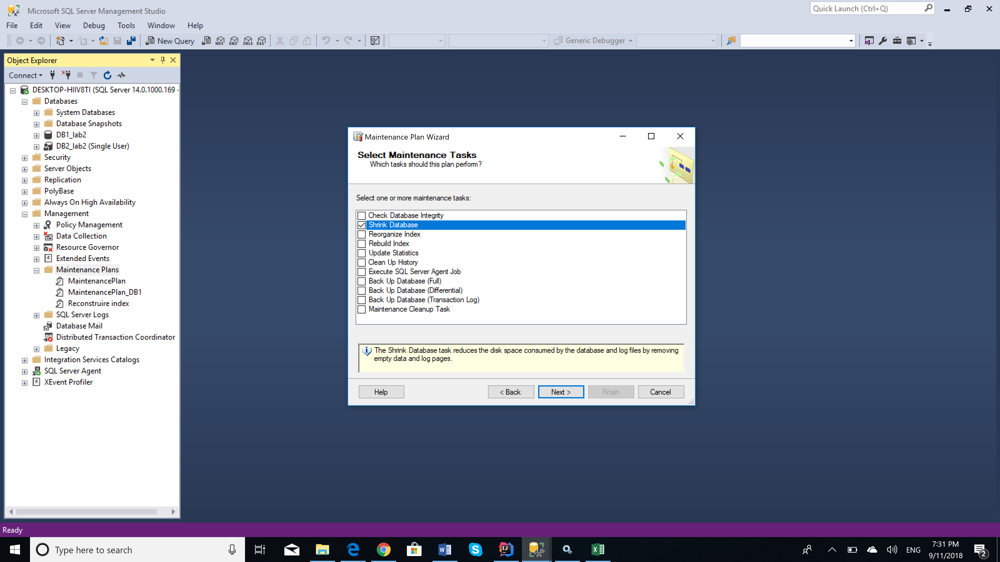 Microsoft SQL Server Management Studio
Quick Launch (Ctrl+Q)
File Edit View Debug Tools Window Help
New Query MDX DMX XMLA DAX Generic Debugger
Object Explorer
Connect
DESKTOP-HIIV8TI (SQL Server 14.0.1000.169 -
Databases
System Databases
Database Snapshots
DB1_lab2
DB2_lab2 (Single User)
Security
Server Objects
Replication
PolyBase
Always On High Availability
Management
Policy Management
Data Collection
Resource Governor
Extended Events
Maintenance Plans
MaintenancePlan
MaintenancePlan_DB1
Reconstruire index
SQL Server Logs
Database Mail
Distributed Transaction Coordinator
Legacy
Integration Services Catalogs
SQL Server Agent
XEvent Profiler
Maintenance Plan Wizard
Select Maintenance Tasks
Which tasks should this plan perform?
Select one or more maintenance tasks:
Check Database Integrity
Shrink Database
Reorganize Index
Rebuild Index
Update Statistics
Clean Up History
Execute SQL Server Agent Job
Back Up Database (Full)
Back Up Database (Differential)
Back Up Database (Transaction Log)
Maintenance Cleanup Task
The Shrink Database task reduces the disk space consumed by the database and log files by removing
empty data and log pages.
Help < Back Next > Finish Cancel
Ready
Type here to search
ENG
7:31 PM
9/11/2018
2